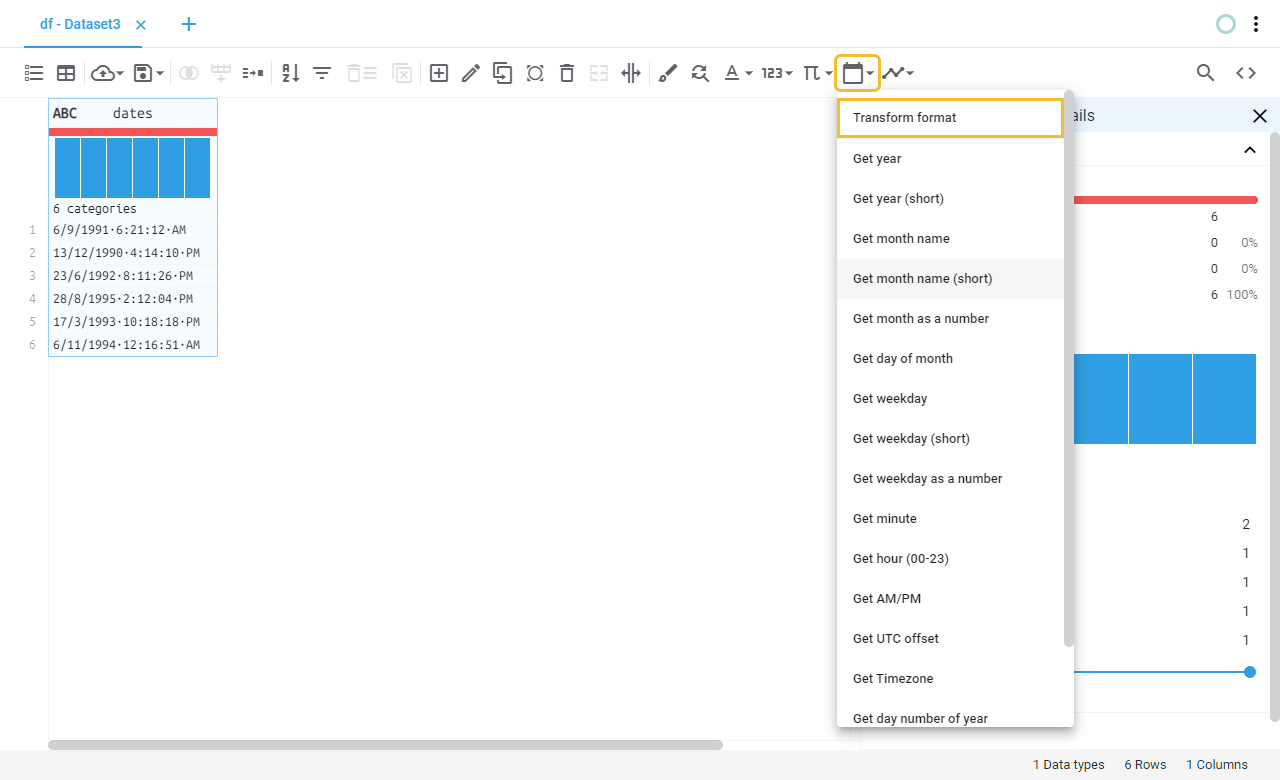 df - Dataset3
123
ABC dates
6 categories
1 6/9/1991·6:21:12·AM
2 13/12/1990·4:14:10·PM
3 23/6/1992·8:11:26·PM
4 28/8/1995·2:12:04·PM
5 17/3/1993·10:18:18·PM
6 6/11/1994·12:16:51·AM
Transform format
Get year
Get year (short)
Get month name
Get month name (short)
Get month as a number
Get day of month
Get weekday
Get weekday (short)
Get weekday as a number
Get minute
Get hour (00-23)
Get AM/PM
Get UTC offset
Get Timezone
Get day number of year
ails
6
0 0%
0 0%
6 100%
2
1
1
1
1
1 Data types 6 Rows 1 Columns